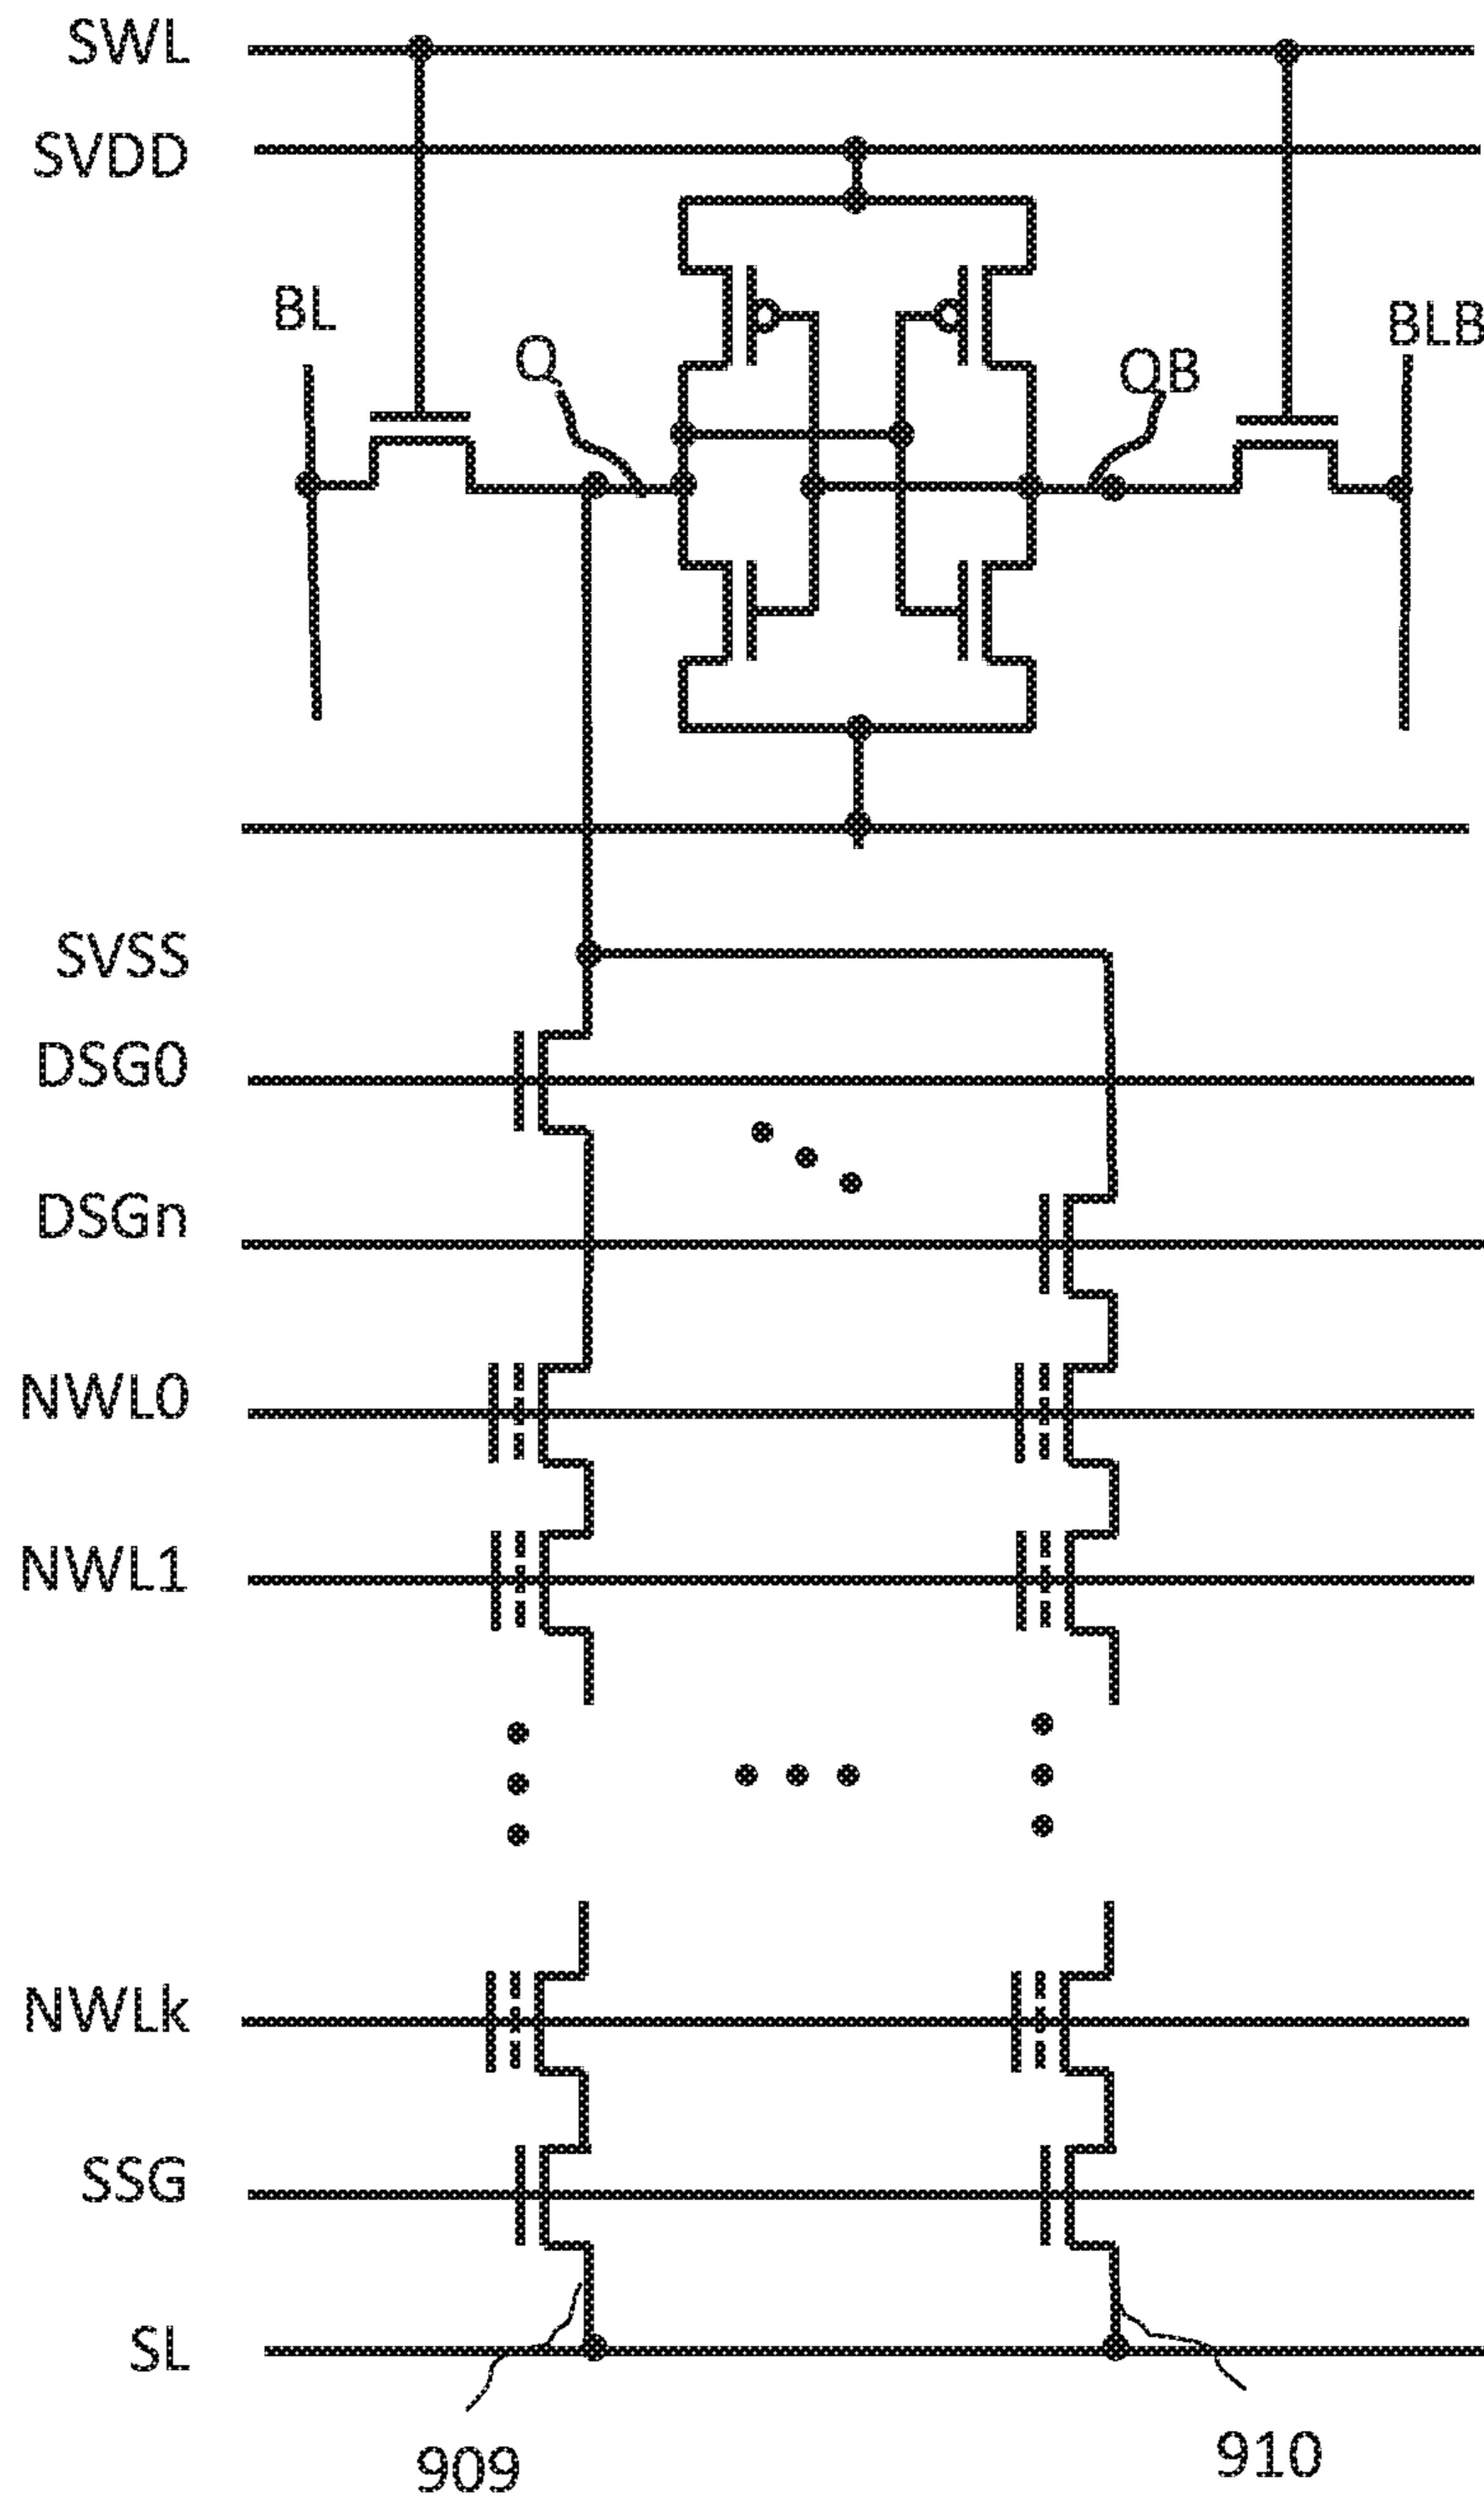 SWL
SVDD
BL
Q
QB
BLB
SVSS
DSG0
DSGn
NWL0
NWL1
NWLk
SSG
SL
909
910